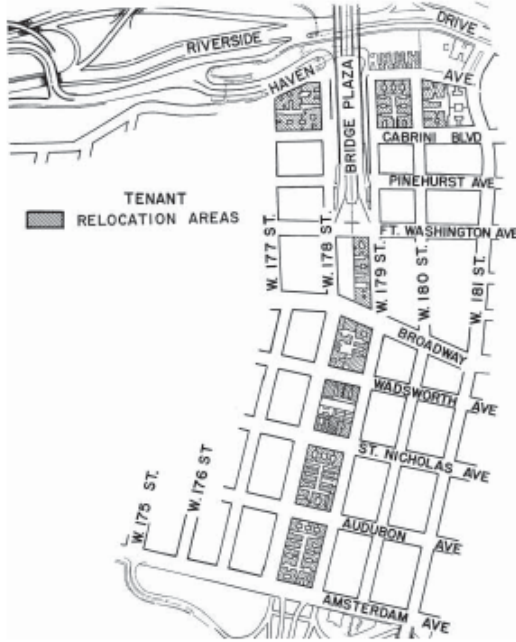 DRIVE
RIVERSIDE
HAVEN
AVE
BRIDGE PLAZA
CABRINI BLVD
PINEHURST AVE
TENANT
RELOCATION AREAS
FT. WASHINGTON AVE
W. 177 ST.
W. 178 ST.
W. 179 ST.
W. 180 ST.
W. 181 ST.
BROADWAY
WADSWORTH AVE
ST. NICHOLAS AVE
W. 175 ST.
W. 176 ST
AUDUBON AVE
AMSTERDAM AVE